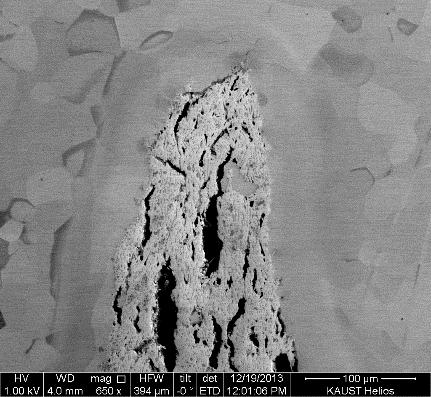 HV WD mag □ HFW tilt det 12/19/2013 100 µm
1.00 kV 4.0 mm 650 x 394 µm -0 ° ETD 12:01:06 PM KAUST Helios